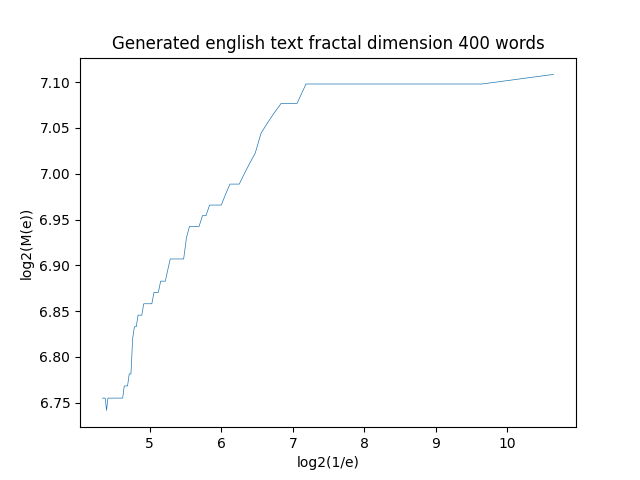 Generated english text fractal dimension 400 words
7.10
7.05
7.00
6.95
6.90
6.85
6.80
6.75
log2(M(e))
5 6 7 8 9 10
log2(1/e)